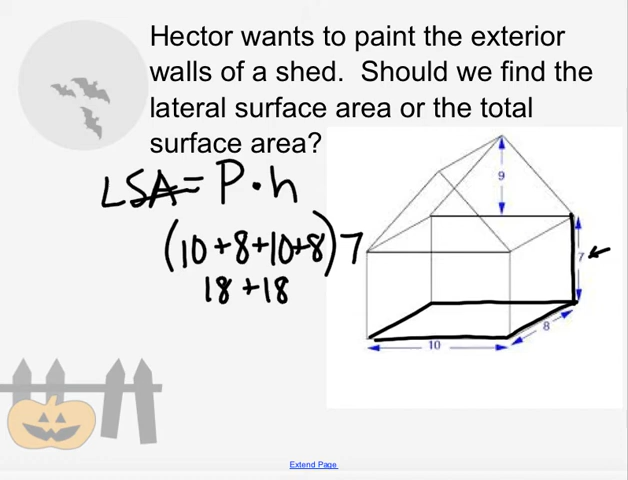 Hector wants to paint the exterior
walls of a shed. Should we find the
lateral surface area or the total
surface area?
LSA = P · h
(10+8+10+8) 7
18 + 18
9
7
8
10
Extend Page